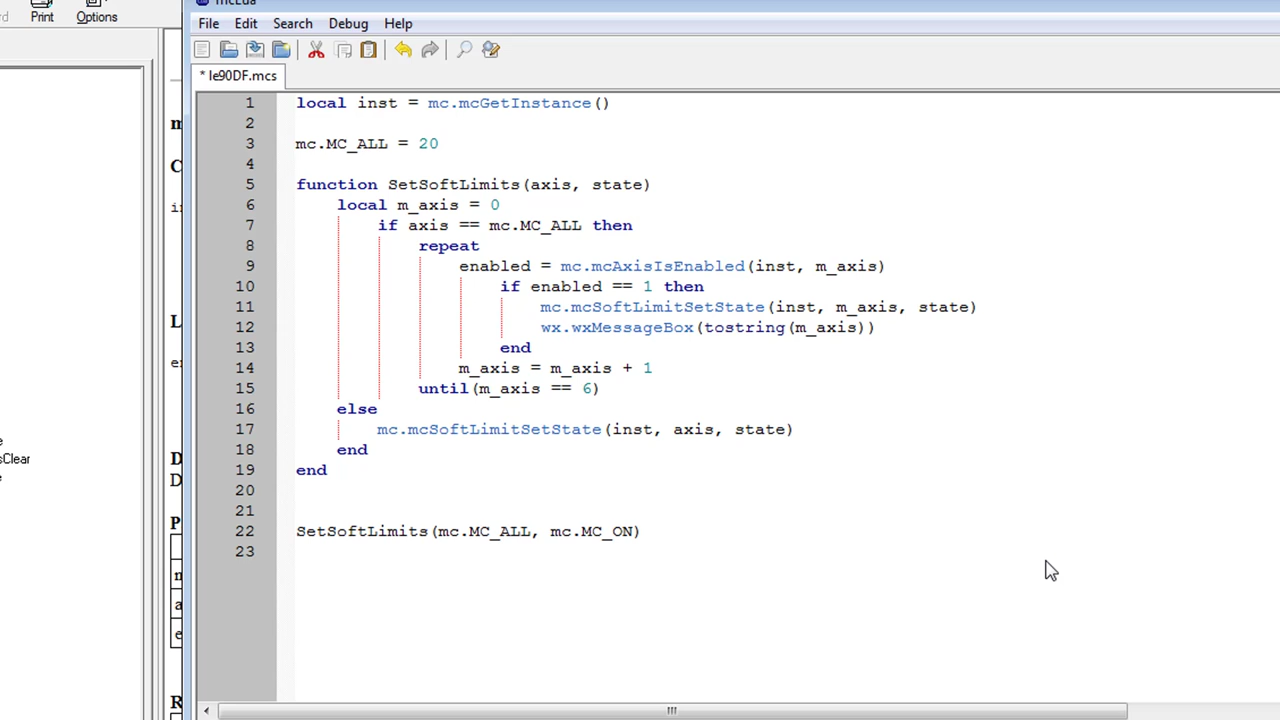 Print
Options
mcLua
File Edit Search Debug Help
* le90DF.mcs
1 local inst = mc.mcGetInstance()
2
3 mc.MC_ALL = 20
4
5 function SetSoftLimits(axis, state)
6 local m_axis = 0
7 if axis == mc.MC_ALL then
8 repeat
9 enabled = mc.mcAxisIsEnabled(inst, m_axis)
10 if enabled == 1 then
11 mc.mcSoftLimitSetState(inst, m_axis, state)
12 wx.wxMessageBox(tostring(m_axis))
13 end
14 m_axis = m_axis + 1
15 until(m_axis == 6)
16 else
17 mc.mcSoftLimitSetState(inst, axis, state)
18 end
19 end
20
21
22 SetSoftLimits(mc.MC_ALL, mc.MC_ON)
23
sClear